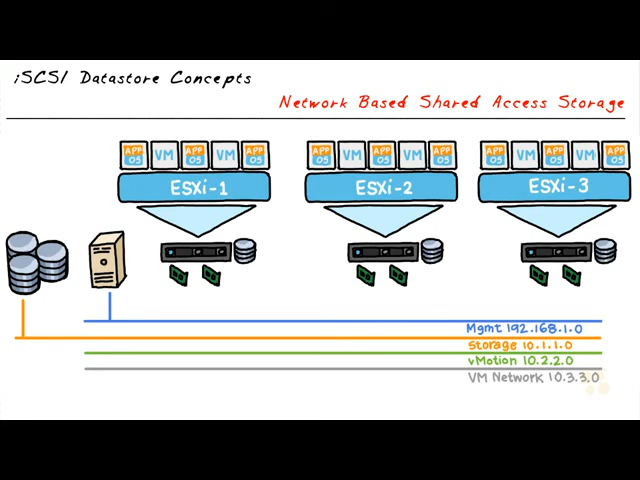 iSCSI Datastore Concepts
Network Based Shared Access Storage
APP OS VM APP OS VM APP OS
APP OS VM APP OS VM APP OS
APP OS VM APP OS VM APP OS
ESXi-1 ESXi-2 ESXi-3
Mgmt 192.168.1.0
Storage 10.1.1.0
vMotion 10.2.2.0
VM Network 10.3.3.0